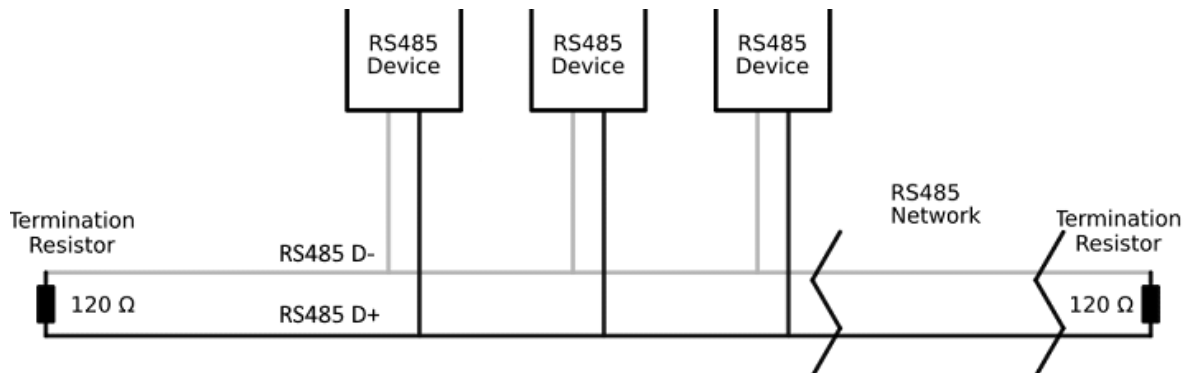 RS485
Device
RS485
Device
RS485
Device
RS485
Network
Termination
Resistor
Termination
Resistor
RS485 D-
120 Ω
RS485 D+
120 Ω